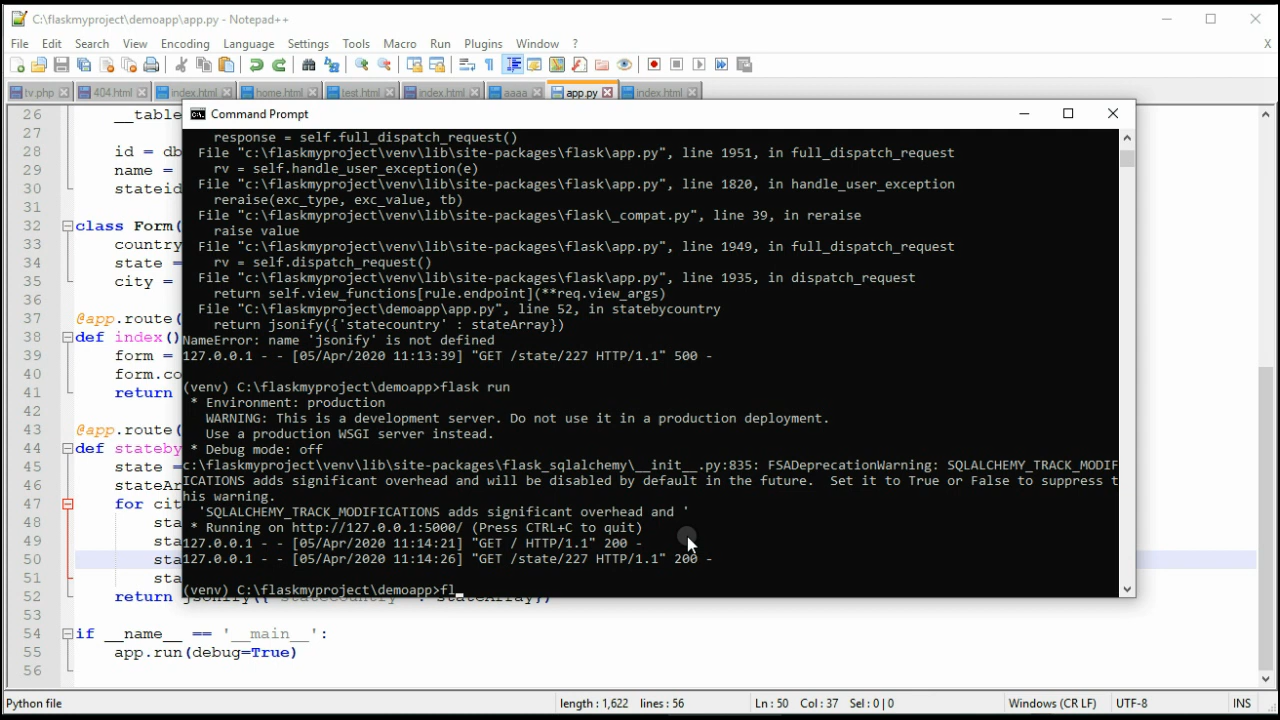 C:\flaskmyproject\demoapp\app.py - Notepad++
File Edit Search View Encoding Language Settings Tools Macro Run Plugins Window ? X
tv.php 404.html index.html home.html test.html index.html aaaa app.py index.html
Command Prompt
response = self.full_dispatch_request()
File "c:\flaskmyproject\venv\lib\site-packages\flask\app.py", line 1951, in full_dispatch_request
rv = self.handle_user_exception(e)
File "c:\flaskmyproject\venv\lib\site-packages\flask\app.py", line 1820, in handle_user_exception
reraise(exc_type, exc_value, tb)
File "c:\flaskmyproject\venv\lib\site-packages\flask\_compat.py", line 39, in reraise
raise value
File "c:\flaskmyproject\venv\lib\site-packages\flask\app.py", line 1949, in full_dispatch_request
rv = self.dispatch_request()
File "c:\flaskmyproject\venv\lib\site-packages\flask\app.py", line 1935, in dispatch_request
return self.view_functions[rule.endpoint](**req.view_args)
File "C:\flaskmyproject\demoapp\app.py", line 52, in statebycountry
return jsonify({'statecountry' : stateArray})
NameError: name 'jsonify' is not defined
127.0.0.1 - - [05/Apr/2020 11:13:39] "GET /state/227 HTTP/1.1" 500 -
(venv) C:\flaskmyproject\demoapp>flask run
* Environment: production
WARNING: This is a development server. Do not use it in a production deployment.
Use a production WSGI server instead.
* Debug mode: off
c:\flaskmyproject\venv\lib\site-packages\flask_sqlalchemy\__init__.py:835: FSADeprecationWarning: SQLALCHEMY_TRACK_MODIF
ICATIONS adds significant overhead and will be disabled by default in the future.  Set it to True or False to suppress t
his warning.
'SQLALCHEMY_TRACK_MODIFICATIONS adds significant overhead and '
* Running on http://127.0.0.1:5000/ (Press CTRL+C to quit)
127.0.0.1 - - [05/Apr/2020 11:14:21] "GET / HTTP/1.1" 200 -
127.0.0.1 - - [05/Apr/2020 11:14:26] "GET /state/227 HTTP/1.1" 200 -
(venv) C:\flaskmyproject\demoapp>fl
26 __table
27
28 id = db
29 name =
30 stateid
31
32 class Form(
33 country
34 state =
35 city =
36
37 @app.route(
38 def index()
39 form =
40 form.co
41 return
42
43 @app.route(
44 def stateby
45 state =
46 stateAr
47 for cit
48 sta
49 sta
50 sta
51 sta
52 return
53
54 if __name__ == '__main__':
55 app.run(debug=True)
56
Python file length : 1,622 lines : 56 Ln : 50 Col : 37 Sel : 0 | 0 Windows (CR LF) UTF-8 INS